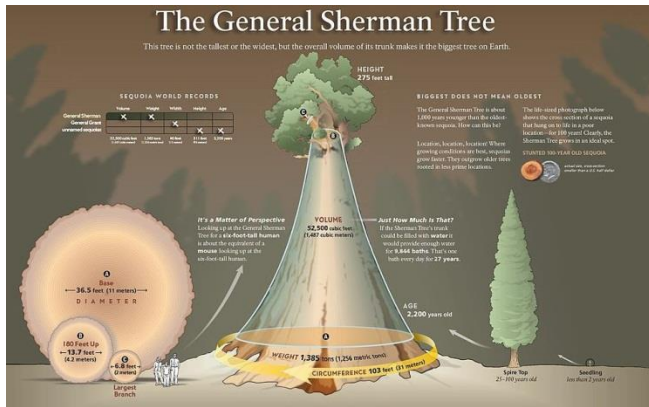 The General Sherman Tree
This tree is not the tallest or the widest, but the overall volume of its trunk makes it the biggest tree on Earth.
HEIGHT
275 feet tall
SEQUOIA WORLD RECORDS
Volume Weight Width Height Age
General Sherman
General Grant
unnamed sequoias
BIGGEST DOES NOT MEAN OLDEST
The General Sherman Tree is about
1,000 years younger than the oldest-
known sequoia. How can this be?
Location, location, location! Where
growing conditions are best, sequoias
grow faster. They outgrow older trees
rooted in less prime locations.
The life-sized photograph below
shows the cross section of a sequoia
that hung on to life in a poor
location—for 100 years! Clearly, the
Sherman Tree grows in an ideal spot.
STUNTED 100-YEAR OLD SEQUOIA
It's a Matter of Perspective
Looking up at the General Sherman
Tree for a six-foot-tall human
is about the equivalent of a
mouse looking up at the
six-foot-tall human.
VOLUME
52,500 cubic feet
(1,487 cubic meters)
Just How Much Is That?
If the Sherman Tree's trunk
could be filled with water it
would provide enough water
for 9,844 baths. That's one
bath every day for 27 years.
A
Base
36.5 feet (11 meters)
DIAMETER
B
180 Feet Up
13.7 feet
(4.2 meters)
C
6.8 feet
(2 meters)
Largest
Branch
C
B
AGE
2,200 years old
A
WEIGHT 1,385 tons (1,256 metric tons)
CIRCUMFERENCE 103 feet (31 meters)
Spire Top
25–100 years old
Seedling
less than 2 years old